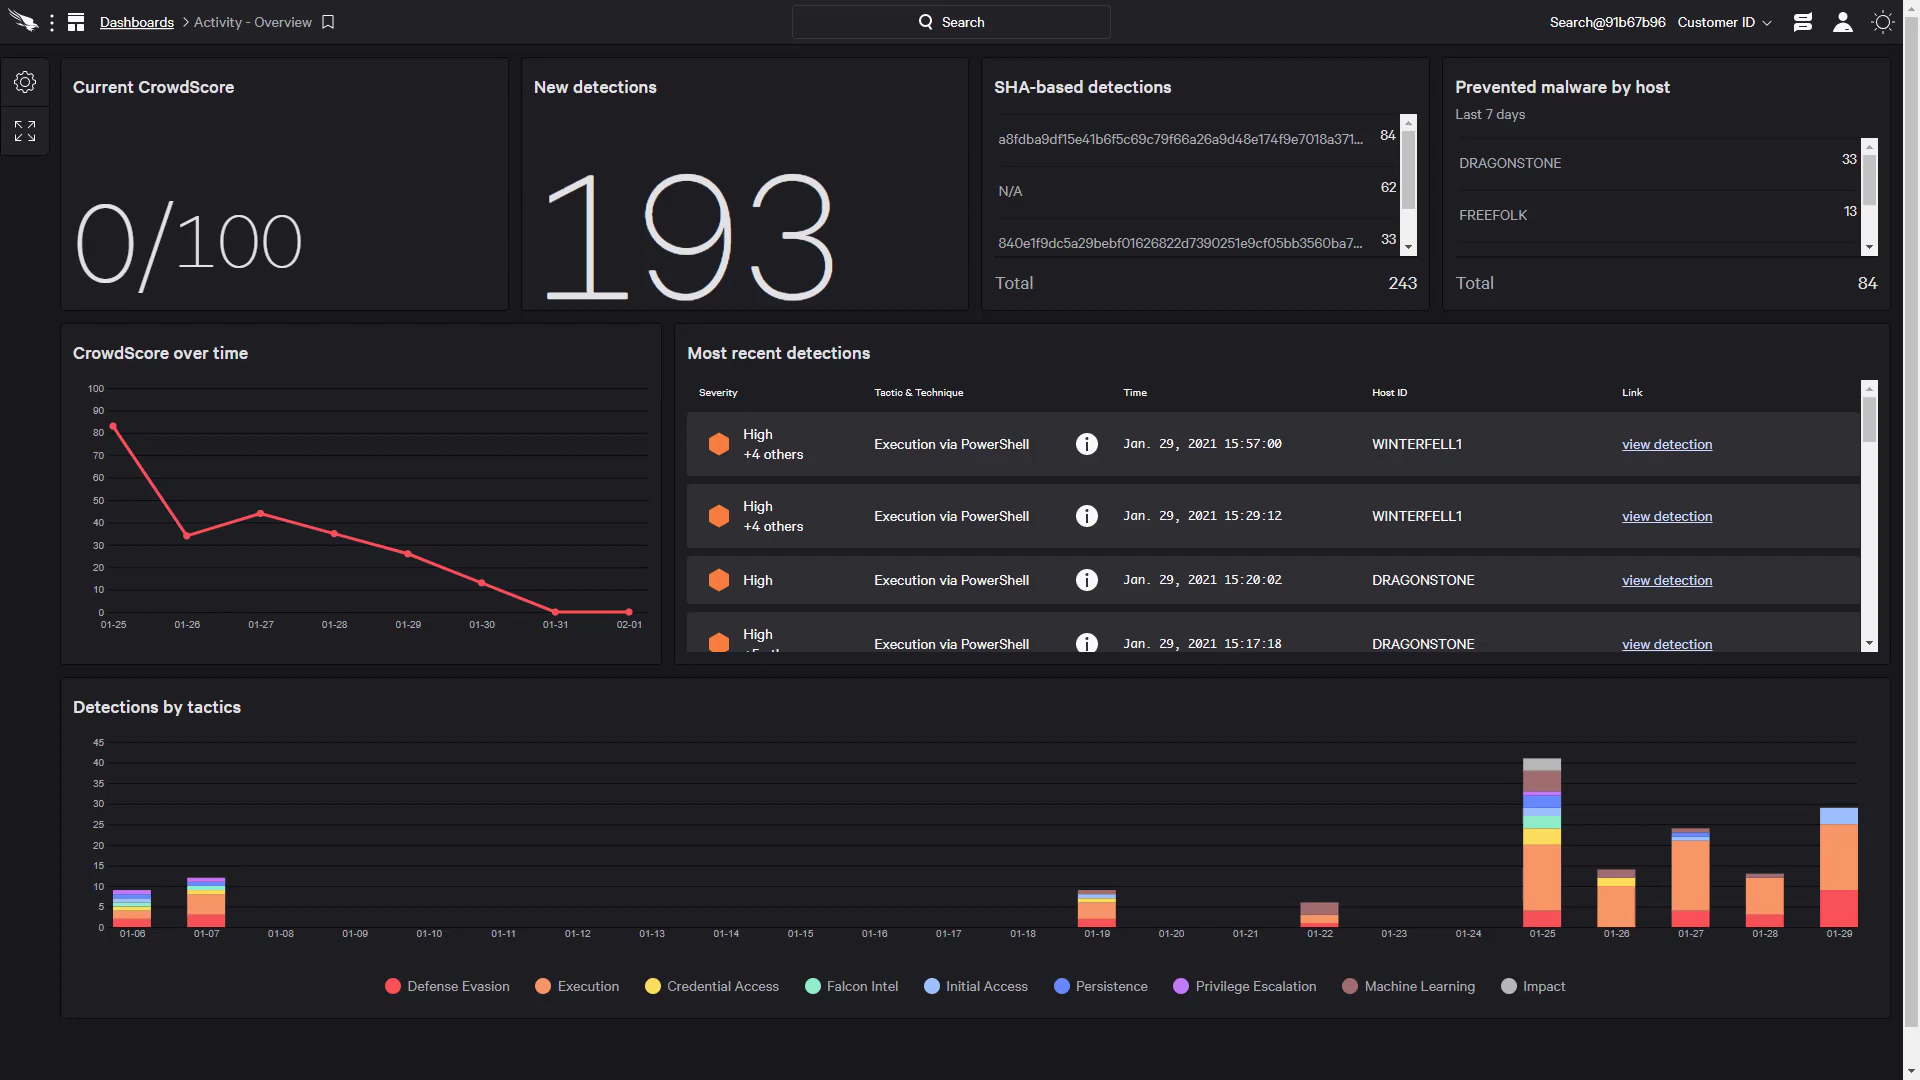 Dashboards > Activity - Overview
Search
Search@91b67b96 Customer ID
Current CrowdScore
0/100
New detections
193
SHA-based detections
a8fdba9df15e41b6f5c69c79f66a26a9d48e174f9e7018a371... 84
N/A 62
840e1f9dc5a29bebf01626822d7390251e9cf05bb3560ba7... 33
Total 243
Prevented malware by host
Last 7 days
DRAGONSTONE 33
FREEFOLK 13
Total 84
CrowdScore over time
100
90
80
70
60
50
40
30
20
10
0
01-25 01-26 01-27 01-28 01-29 01-30 01-31 02-01
Most recent detections
Severity Tactic & Technique Time Host ID Link
High
+4 others
Execution via PowerShell Jan. 29, 2021 15:57:00 WINTERFELL1 view detection
High
+4 others
Execution via PowerShell Jan. 29, 2021 15:29:12 WINTERFELL1 view detection
High Execution via PowerShell Jan. 29, 2021 15:20:02 DRAGONSTONE view detection
High
Execution via PowerShell Jan. 29, 2021 15:17:18 DRAGONSTONE view detection
Detections by tactics
45
40
35
30
25
20
15
10
5
0
01-06 01-07 01-08 01-09 01-10 01-11 01-12 01-13 01-14 01-15 01-16 01-17 01-18 01-19 01-20 01-21 01-22 01-23 01-24 01-25 01-26 01-27 01-28 01-29
Defense Evasion Execution Credential Access Falcon Intel Initial Access Persistence Privilege Escalation Machine Learning Impact